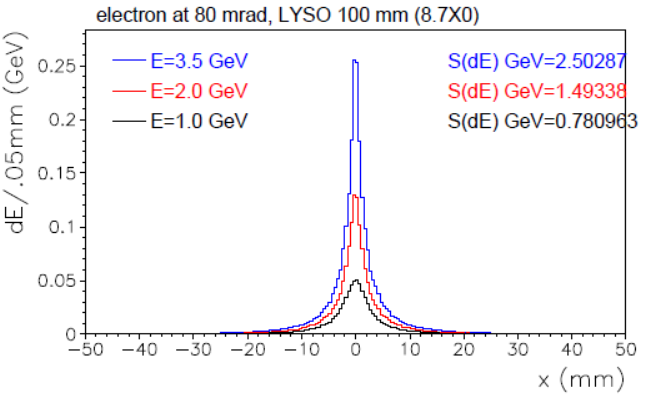 electron at 80 mrad, LYSO 100 mm (8.7X0)
dE/.05mm (GeV)
E=3.5 GeV S(dE) GeV=2.50287
E=2.0 GeV S(dE) GeV=1.49338
E=1.0 GeV S(dE) GeV=0.780963
0.25
0.2
0.15
0.1
0.05
0
−50 −40 −30 −20 −10 0 10 20 30 40 50
x (mm)